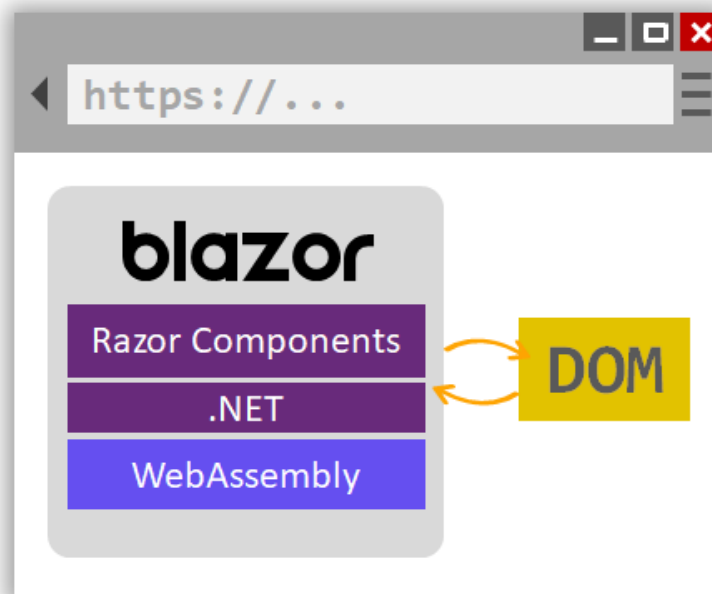 https://...
blazor
Razor Components
.NET
WebAssembly
DOM